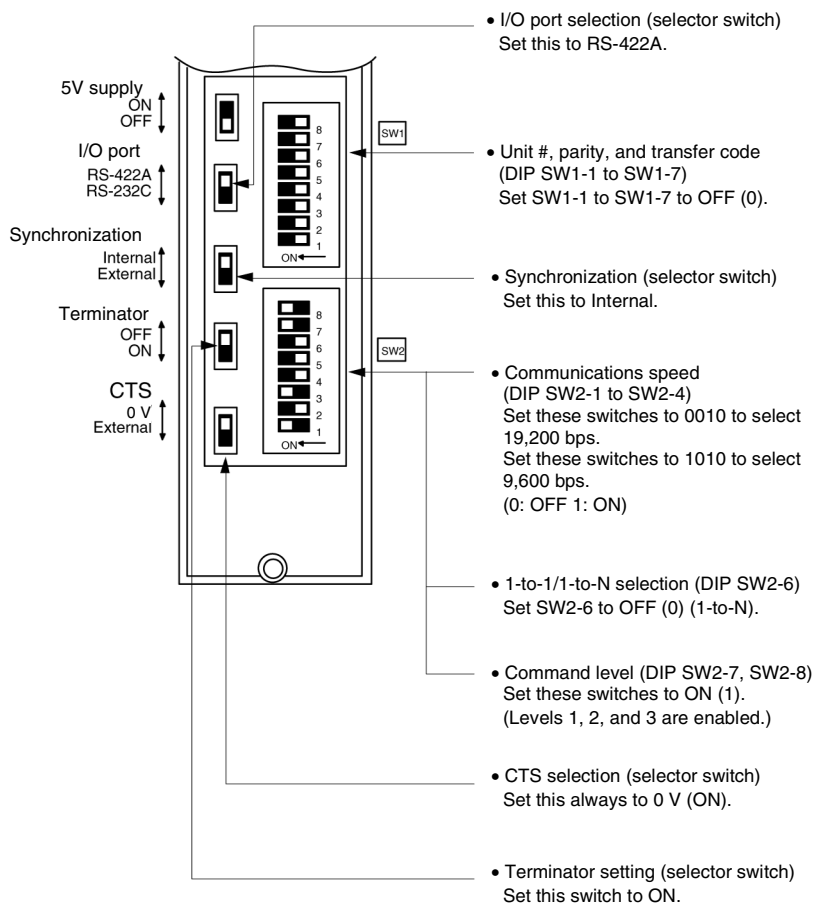 5V supply
ON
OFF
I/O port
RS-422A
RS-232C
Synchronization
Internal
External
Terminator
OFF
ON
CTS
0 V
External
8
7
6
5
4
3
2
1
ON
SW1
8
7
6
5
4
3
2
1
ON
SW2
• I/O port selection (selector switch)
Set this to RS-422A.
• Unit #, parity, and transfer code
(DIP SW1-1 to SW1-7)
Set SW1-1 to SW1-7 to OFF (0).
• Synchronization (selector switch)
Set this to Internal.
• Communications speed
(DIP SW2-1 to SW2-4)
Set these switches to 0010 to select
19,200 bps.
Set these switches to 1010 to select
9,600 bps.
(0: OFF 1: ON)
• 1-to-1/1-to-N selection (DIP SW2-6)
Set SW2-6 to OFF (0) (1-to-N).
• Command level (DIP SW2-7, SW2-8)
Set these switches to ON (1).
(Levels 1, 2, and 3 are enabled.)
• CTS selection (selector switch)
Set this always to 0 V (ON).
• Terminator setting (selector switch)
Set this switch to ON.